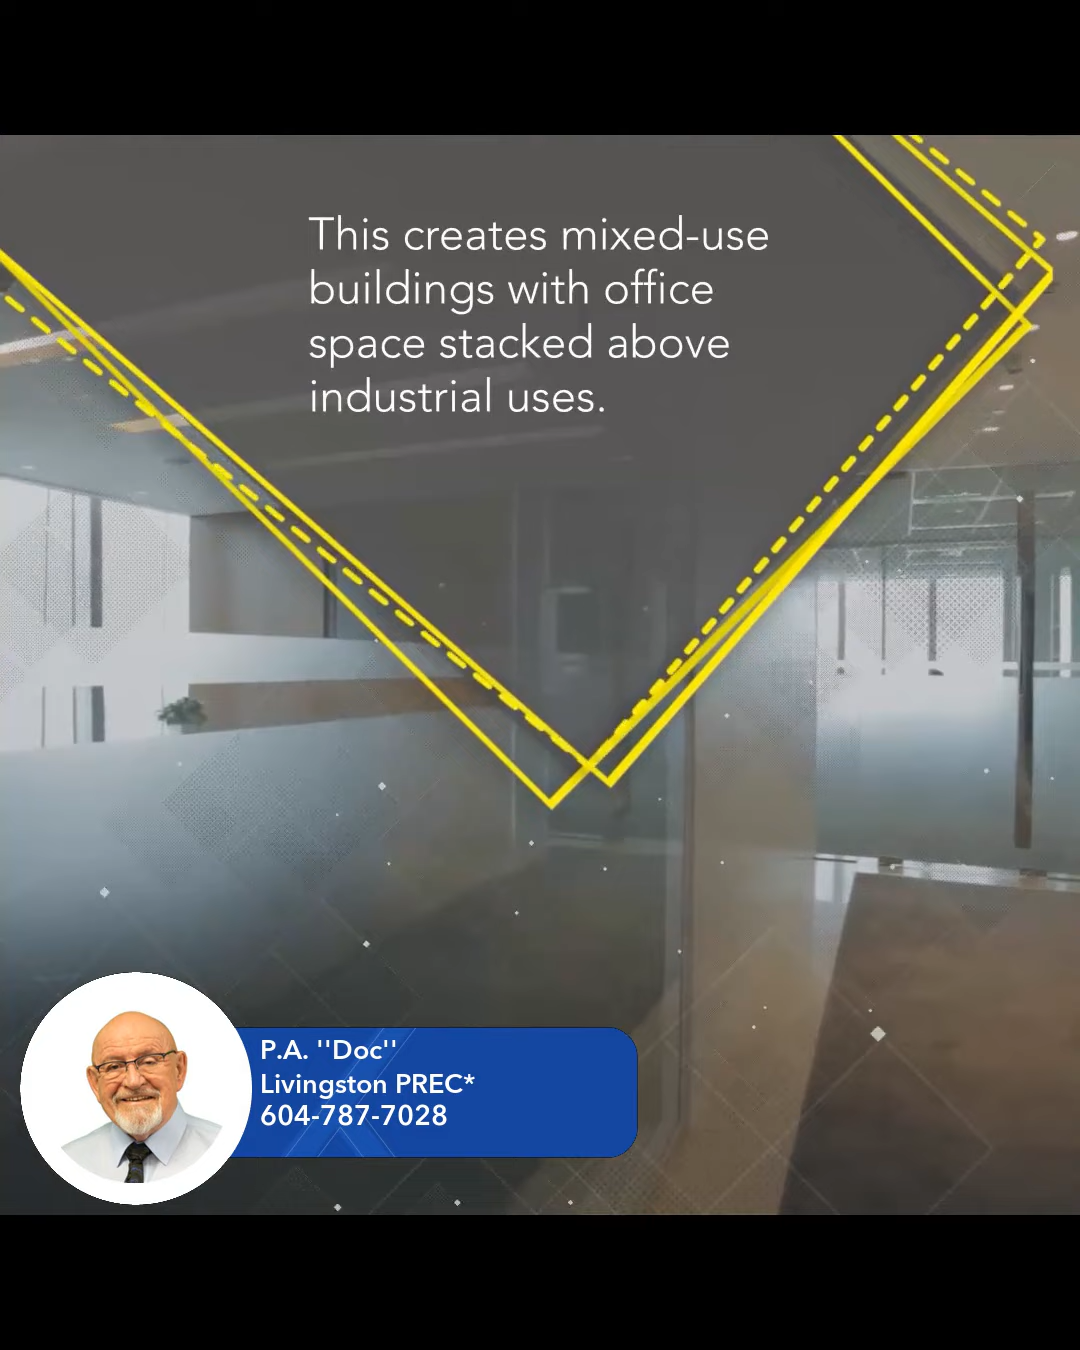 This creates mixed-use
buildings with office
space stacked above
industrial uses.
P.A. ''Doc''
Livingston PREC*
604-787-7028